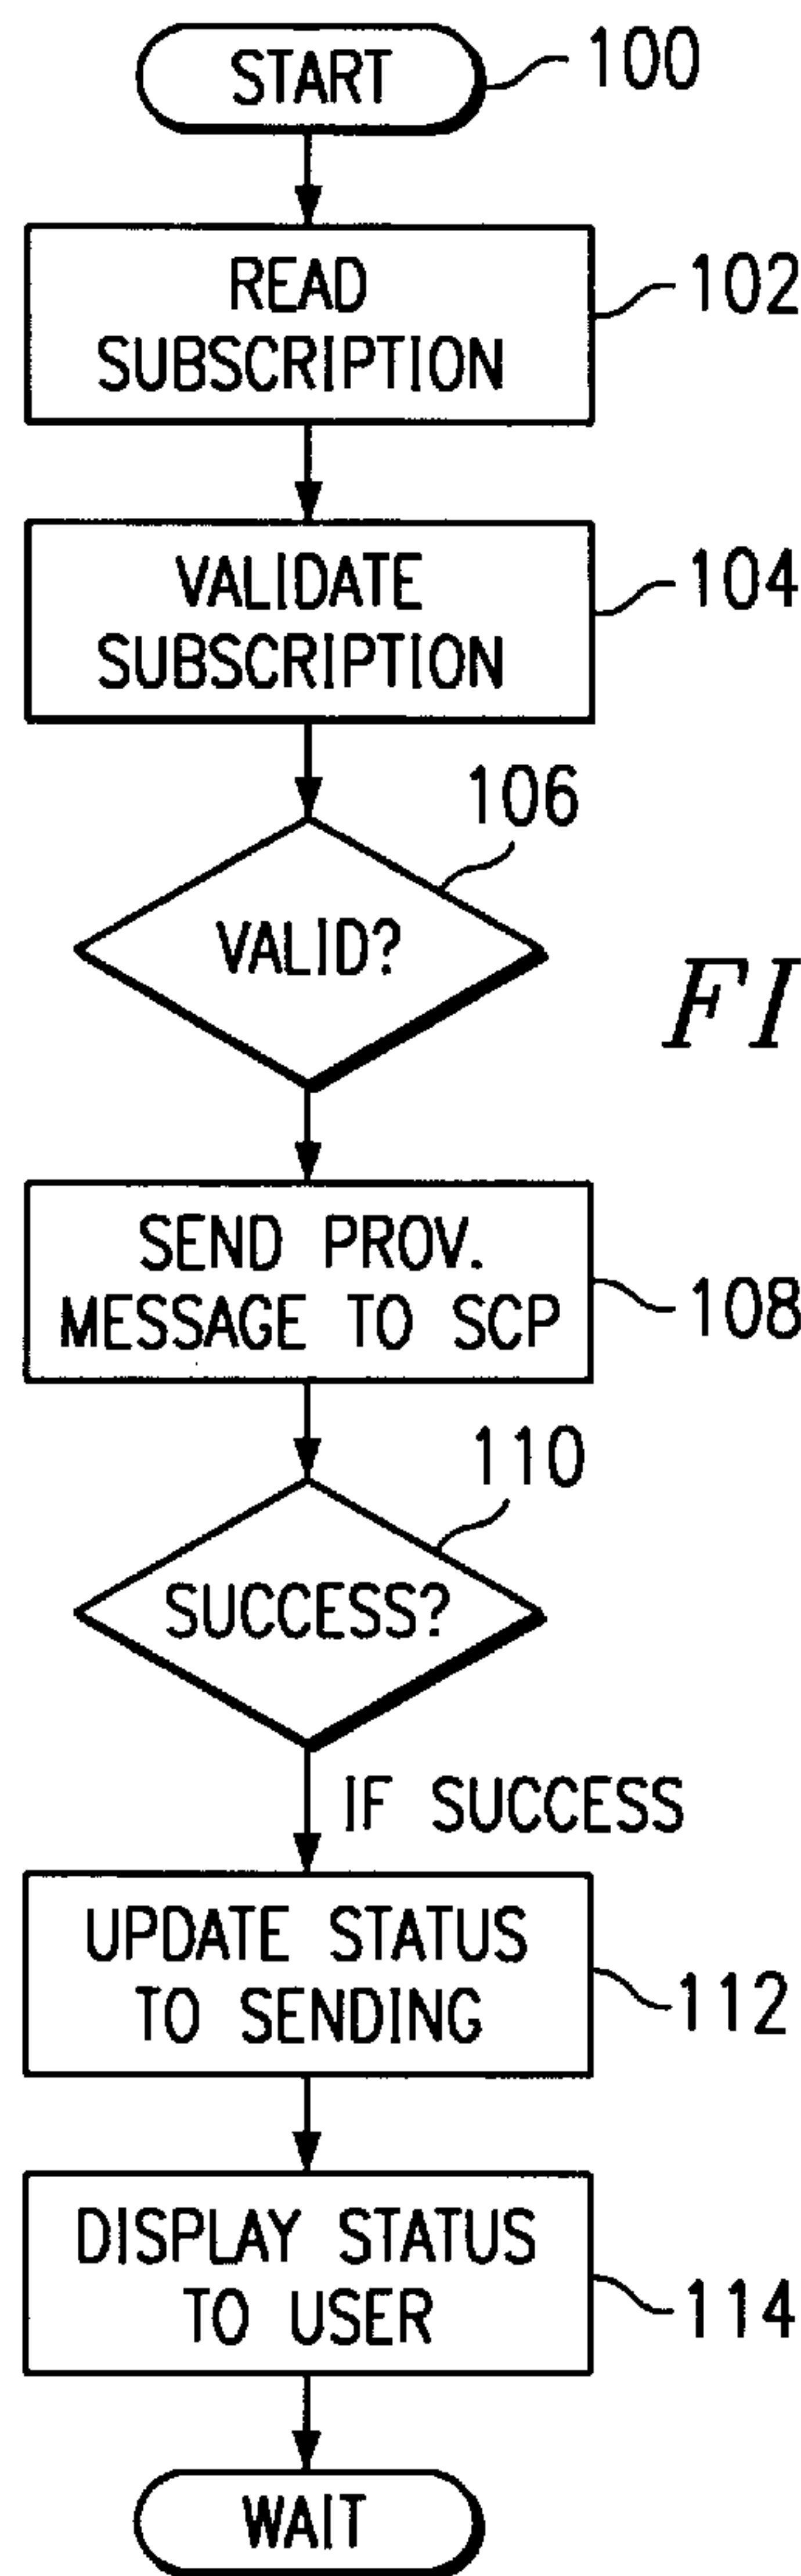 START
100
READ
SUBSCRIPTION
102
VALIDATE
SUBSCRIPTION
104
106
VALID?
FI
SEND PROV.
MESSAGE TO SCP
108
110
SUCCESS?
IF SUCCESS
UPDATE STATUS
TO SENDING
112
DISPLAY STATUS
TO USER
114
WAIT